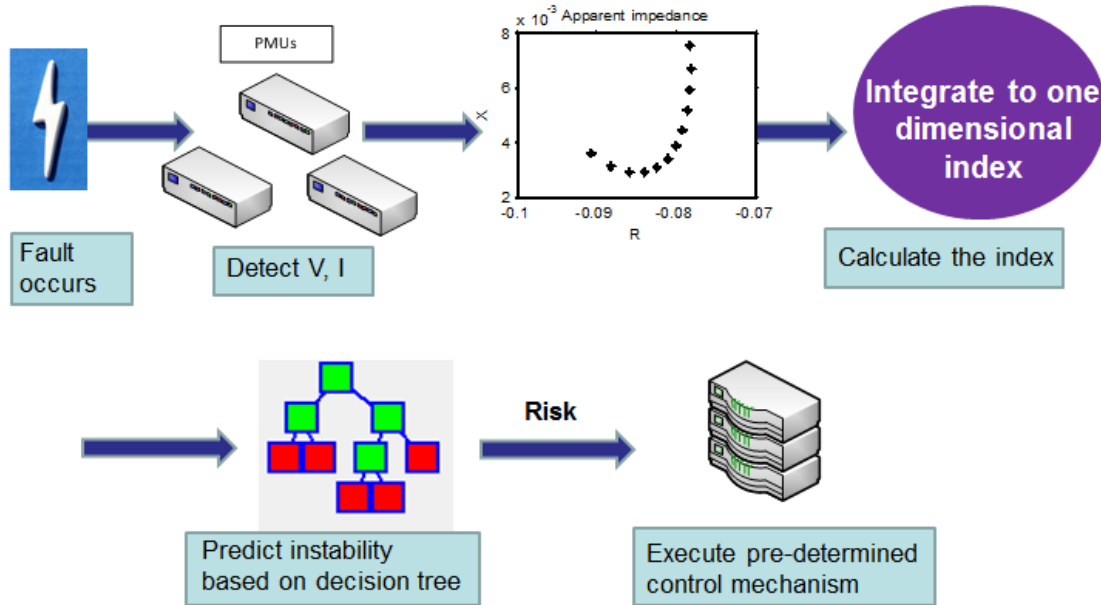 PMUs
x 10⁻³ Apparent impedance
8
6
4
2
X
-0.1 -0.09 -0.08 -0.07
R
Integrate to one
dimensional
index
Fault
occurs
Detect V, I
Calculate the index
Risk
Predict instability
based on decision tree
Execute pre-determined
control mechanism